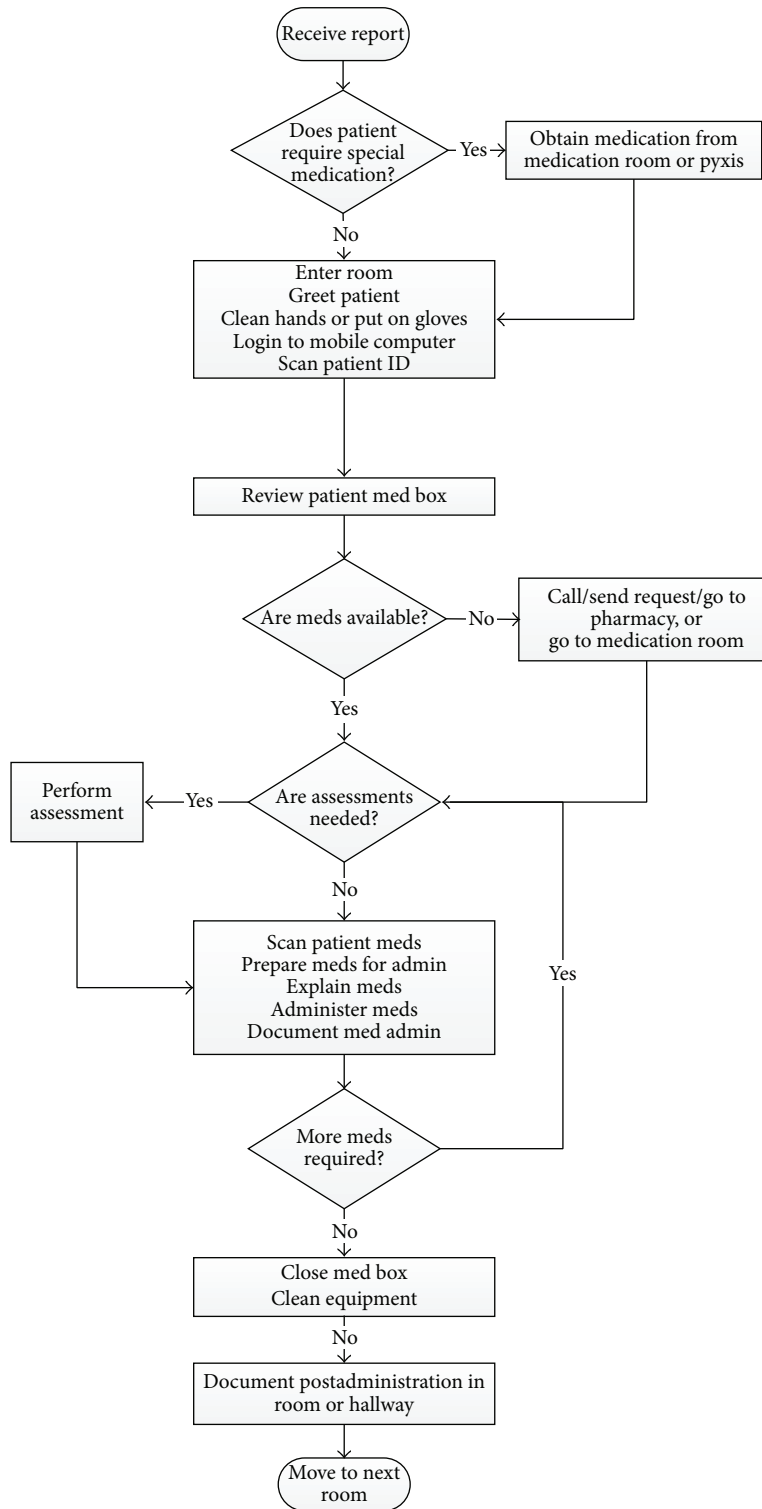 Receive report
Does patient
require special
medication?
Yes
Obtain medication from
medication room or pyxis
No
Enter room
Greet patient
Clean hands or put on gloves
Login to mobile computer
Scan patient ID
Review patient med box
Are meds available?
No
Call/send request/go to
pharmacy, or
go to medication room
Yes
Are assessments
needed?
Yes
Perform
assessment
No
Scan patient meds
Prepare meds for admin
Explain meds
Administer meds
Document med admin
Yes
More meds
required?
No
Close med box
Clean equipment
No
Document postadministration in
room or hallway
Move to next
room